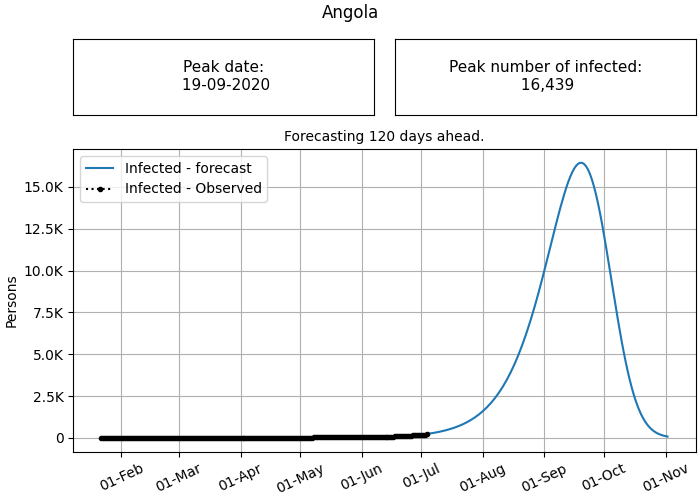 Angola
Peak date:
19-09-2020
Peak number of infected:
16,439
Forecasting 120 days ahead.
Infected - forecast
Infected - Observed
Persons
15.0K
12.5K
10.0K
7.5K
5.0K
2.5K
0
01-Feb
01-Mar
01-Apr
01-May
01-Jun
01-Jul
01-Aug
01-Sep
01-Oct
01-Nov